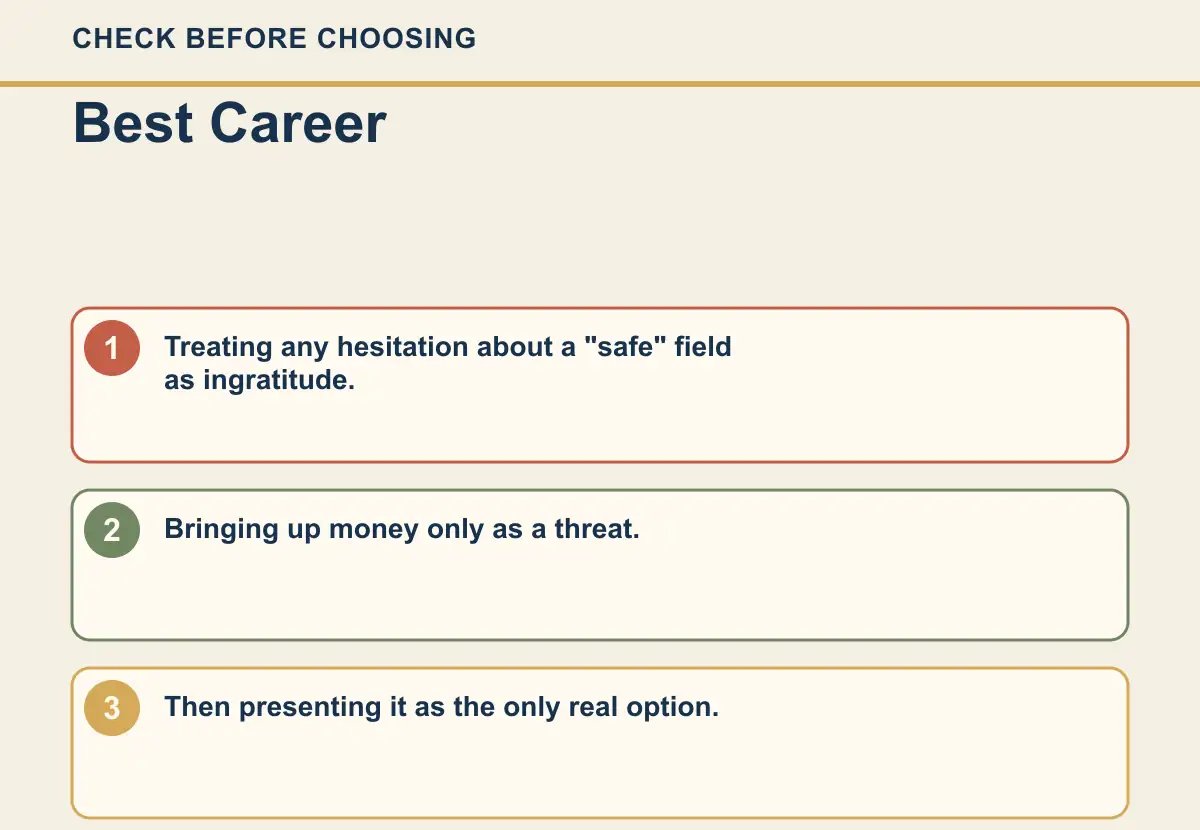 CHECK BEFORE CHOOSING
Best Career
1 Treating any hesitation about a "safe" field
as ingratitude.
2 Bringing up money only as a threat.
3 Then presenting it as the only real option.